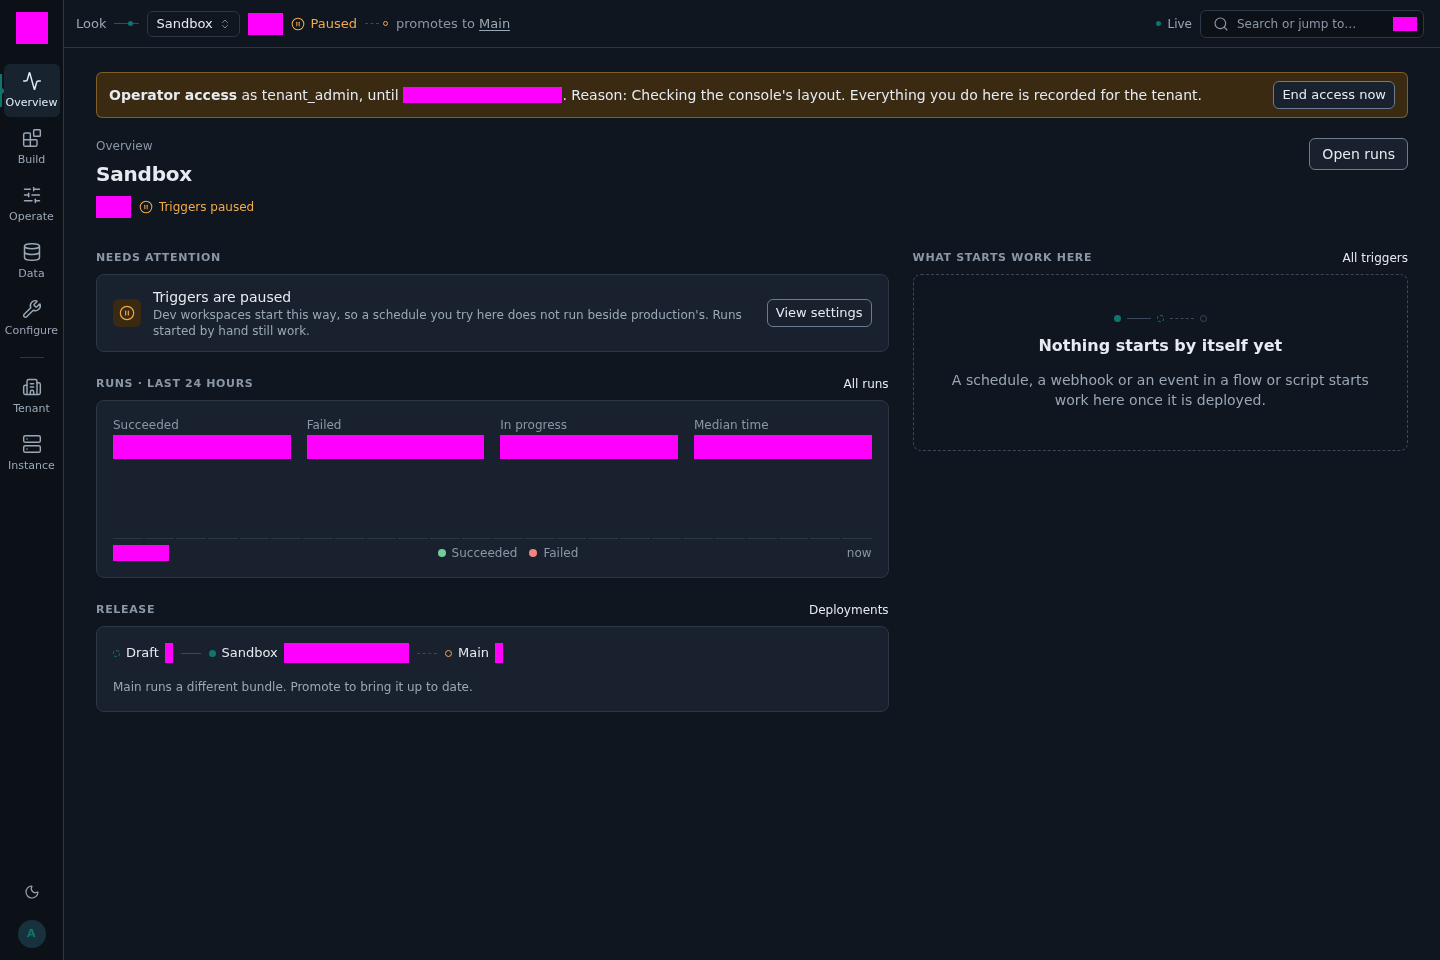 Look
Sandbox
Paused
promotes to Main
Live
Search or jump to…
Overview
Build
Operate
Data
Configure
Tenant
Instance
A
Operator access as tenant_admin, until . Reason: Checking the console's layout. Everything you do here is recorded for the tenant.
End access now
Overview
Sandbox
Open runs
Triggers paused
NEEDS ATTENTION
Triggers are paused
Dev workspaces start this way, so a schedule you try here does not run beside production's. Runs
started by hand still work.
View settings
RUNS · LAST 24 HOURS
All runs
Succeeded
Failed
In progress
Median time
Succeeded
Failed
now
RELEASE
Deployments
Draft
Sandbox
Main
Main runs a different bundle. Promote to bring it up to date.
WHAT STARTS WORK HERE
All triggers
Nothing starts by itself yet
A schedule, a webhook or an event in a flow or script starts
work here once it is deployed.